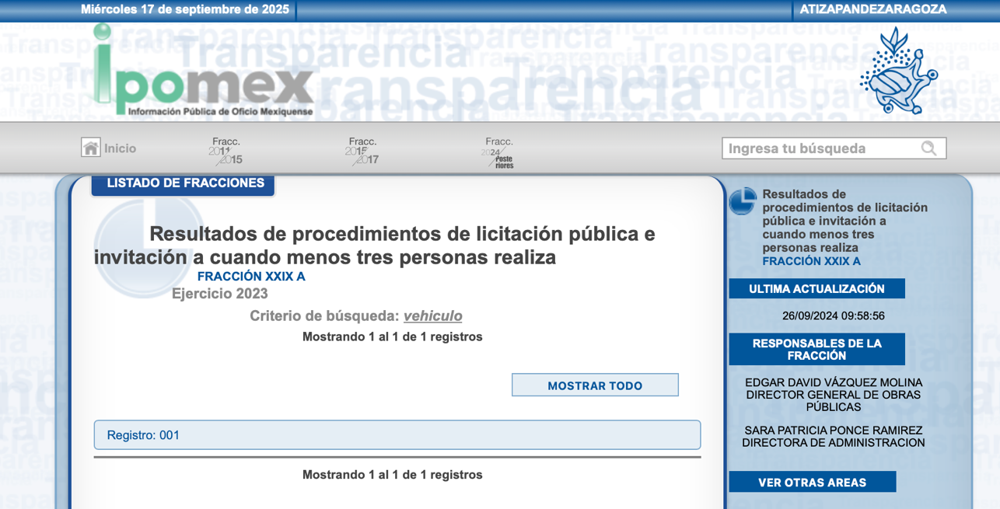 Miércoles 17 de septiembre de 2025
ATIZAPANDEZARAGOZA
Transparencia
ipomex
Información Pública de Oficio Mexiquense
Inicio
Fracc.
2011
2015
Fracc.
2015
2017
Fracc.
2024
Poste
riores
Ingresa tu búsqueda
LISTADO DE FRACCIONES
Resultados de procedimientos de licitación pública e
invitación a cuando menos tres personas realiza
FRACCIÓN XXIX A
Ejercicio 2023
Criterio de búsqueda: vehiculo
Mostrando 1 al 1 de 1 registros
MOSTRAR TODO
Registro: 001
Mostrando 1 al 1 de 1 registros
Resultados de
procedimientos de licitación
pública e invitación a
cuando menos tres
personas realiza
FRACCIÓN XXIX A
ULTIMA ACTUALIZACIÓN
26/09/2024 09:58:56
RESPONSABLES DE LA
FRACCIÓN
EDGAR DAVID VÁZQUEZ MOLINA
DIRECTOR GENERAL DE OBRAS
PÚBLICAS
SARA PATRICIA PONCE RAMIREZ
DIRECTORA DE ADMINISTRACION
VER OTRAS AREAS